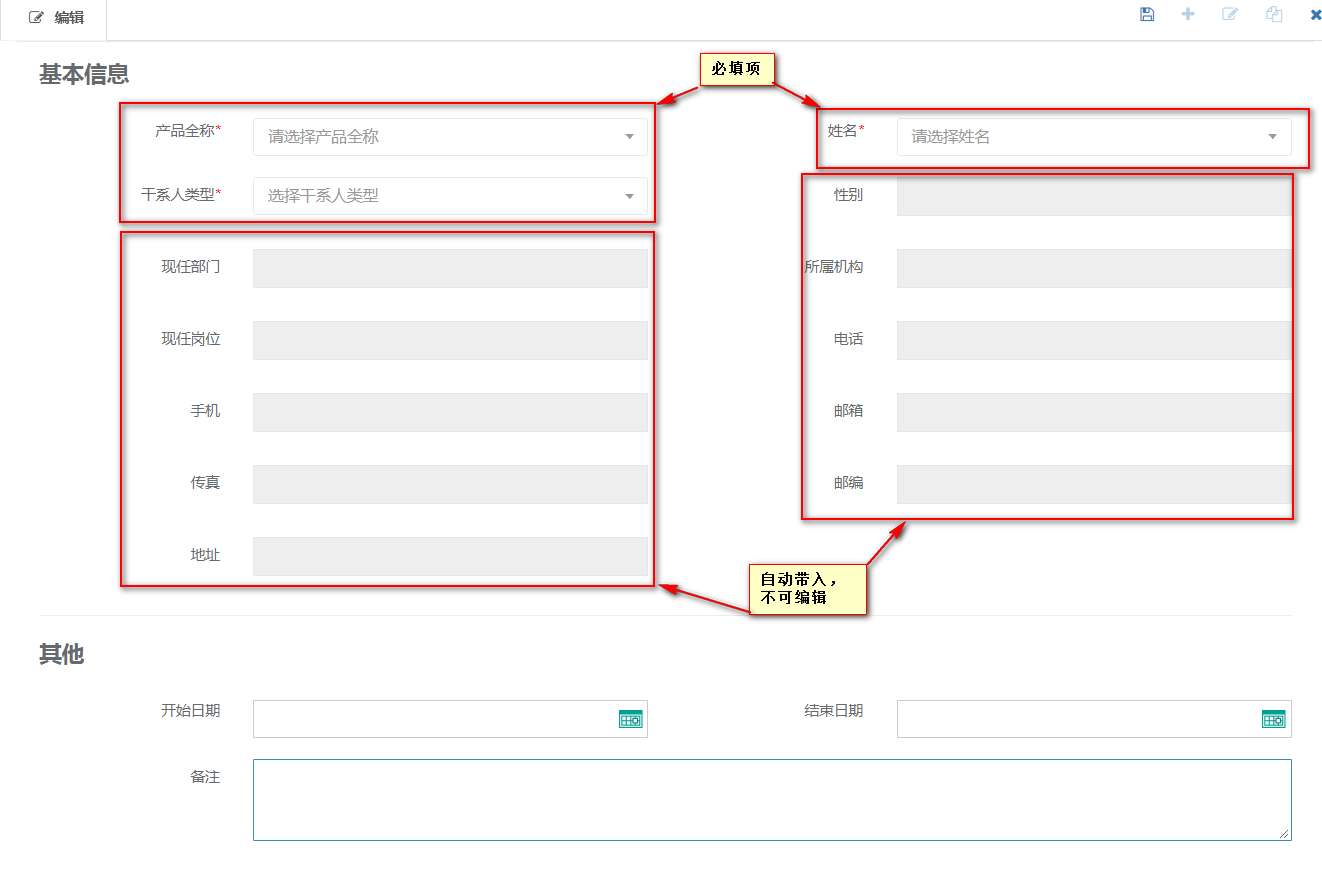 编辑
基本信息
必填项
产品全称* 请选择产品全称 姓名* 请选择姓名
干系人类型* 选择干系人类型 性别
现任部门 所属机构
现任岗位 电话
手机 邮箱
传真 邮编
地址
自动带入，
不可编辑
其他
开始日期 结束日期
备注